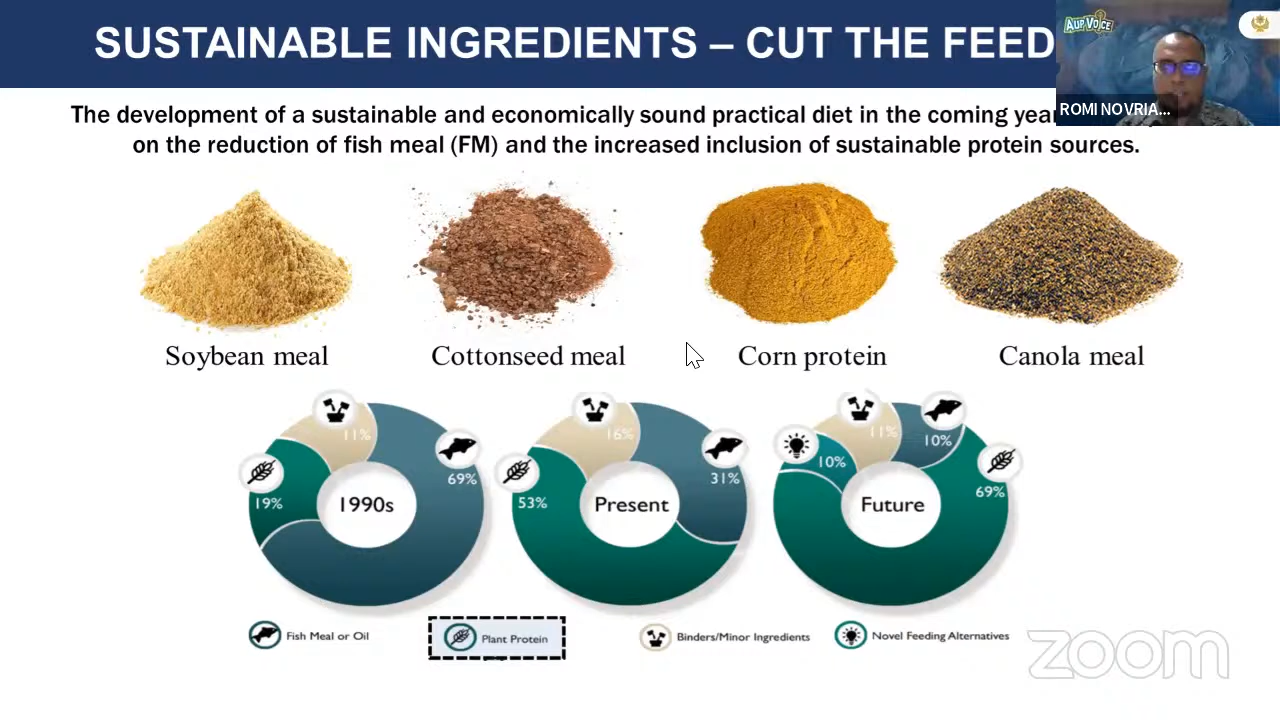 SUSTAINABLE INGREDIENTS – CUT THE FEED
AUP VOICE
ROMI NOVRIA...
The development of a sustainable and economically sound practical diet in the coming
on the reduction of fish meal (FM) and the increased inclusion of sustainable protein sources.
Soybean meal
Cottonseed meal
Corn protein
Canola meal
11%
69%
19%
1990s
16%
31%
53%
Present
11%
10%
10%
69%
Future
Fish Meal or Oil
Plant Protein
Binders/Minor Ingredients
Novel Feeding Alternatives
zoom